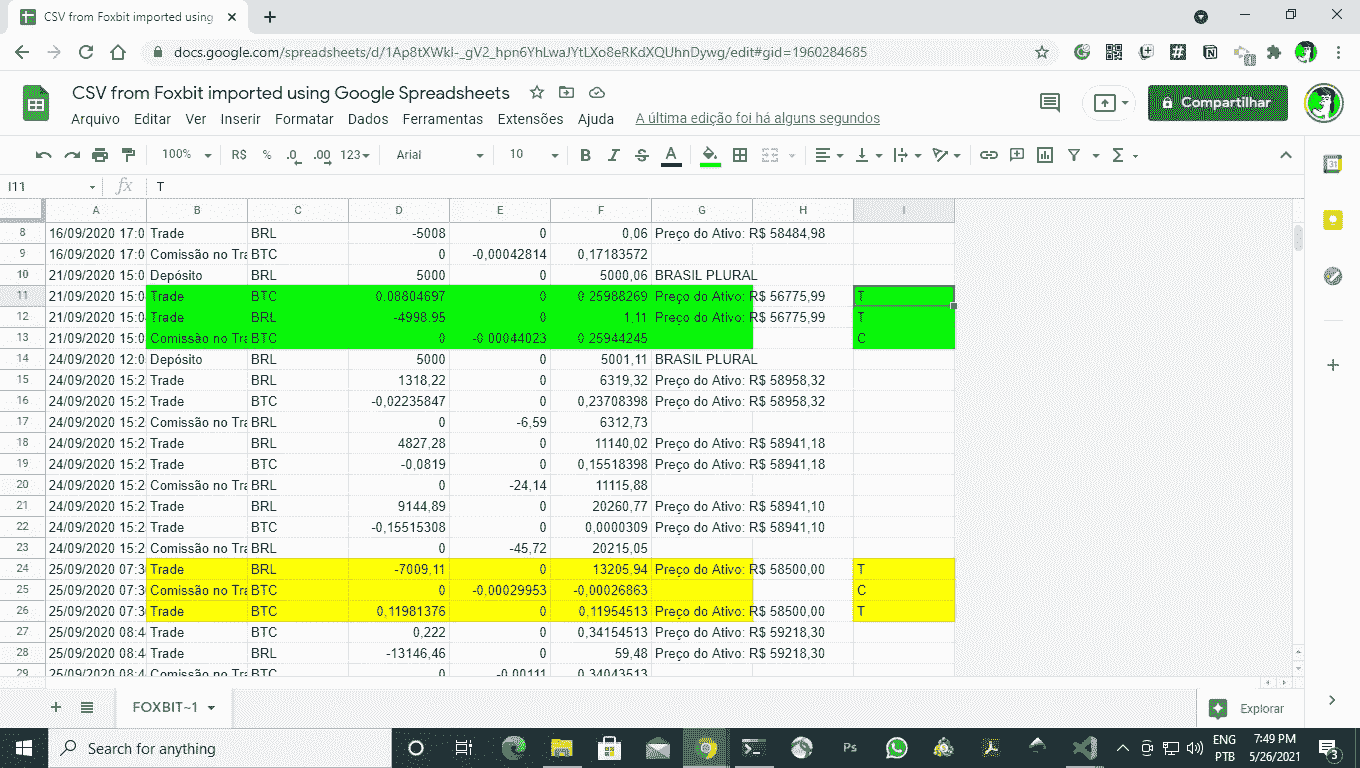 CSV from Foxbit imported using
docs.google.com/spreadsheets/d/1Ap8tXWkI-_gV2_hpn6YhLwaJYtLXo8eRKdXQUhnDywg/edit#gid=1960284685
CSV from Foxbit imported using Google Spreadsheets
Arquivo Editar Ver Inserir Formatar Dados Ferramentas Extensões Ajuda A última edição foi há alguns segundos
Compartilhar
100% R$ % .0 .00 123 Arial 10 B I S A
31
I11 fx T
A B C D E F G H I
8 16/09/2020 17:0 Trade BRL -5008 0 0,06 Preço do Ativo: R$ 58484,98
9 16/09/2020 17:0 Comissão no Tra BTC 0 -0,00042814 0,17183572
10 21/09/2020 15:0 Depósito BRL 5000 0 5000,06 BRASIL PLURAL
11 21/09/2020 15:0 Trade BTC 0.08804697 0 0.25988269 Preço do Ativo: R$ 56775,99 T
12 21/09/2020 15:0 Trade BRL -4998.95 0 1,11 Preço do Ativo: R$ 56775,99 T
13 21/09/2020 15:0 Comissão no Tra BTC 0 -0.00044023 0.25944245 C
14 24/09/2020 12:0 Depósito BRL 5000 0 5001,11 BRASIL PLURAL
15 24/09/2020 15:2 Trade BRL 1318,22 0 6319,32 Preço do Ativo: R$ 58958,32
16 24/09/2020 15:2 Trade BTC -0,02235847 0 0,23708398 Preço do Ativo: R$ 58958,32
17 24/09/2020 15:2 Comissão no Tra BRL 0 -6,59 6312,73
18 24/09/2020 15:2 Trade BRL 4827,28 0 11140,02 Preço do Ativo: R$ 58941,18
19 24/09/2020 15:2 Trade BTC -0,0819 0 0,15518398 Preço do Ativo: R$ 58941,18
20 24/09/2020 15:2 Comissão no Tra BRL 0 -24,14 11115,88
21 24/09/2020 15:2 Trade BRL 9144,89 0 20260,77 Preço do Ativo: R$ 58941,10
22 24/09/2020 15:2 Trade BTC -0,15515308 0 0,0000309 Preço do Ativo: R$ 58941,10
23 24/09/2020 15:2 Comissão no Tra BRL 0 -45,72 20215,05
24 25/09/2020 07:3 Trade BRL -7009,11 0 13205,94 Preço do Ativo: R$ 58500,00 T
25 25/09/2020 07:3 Comissão no Tra BTC 0 -0,00029953 -0,00026863 C
26 25/09/2020 07:3 Trade BTC 0,11981376 0 0,11954513 Preço do Ativo: R$ 58500,00 T
27 25/09/2020 08:4 Trade BTC 0,222 0 0,34154513 Preço do Ativo: R$ 59218,30
28 25/09/2020 08:4 Trade BRL -13146,46 0 59,48 Preço do Ativo: R$ 59218,30
29 25/09/2020 08:4 Comissão no Tra BTC 0 -0,00111 0,34043513
FOXBIT~1
Explorar
Search for anything
Ps
ENG 7:49 PM
PTB 5/26/2021
3